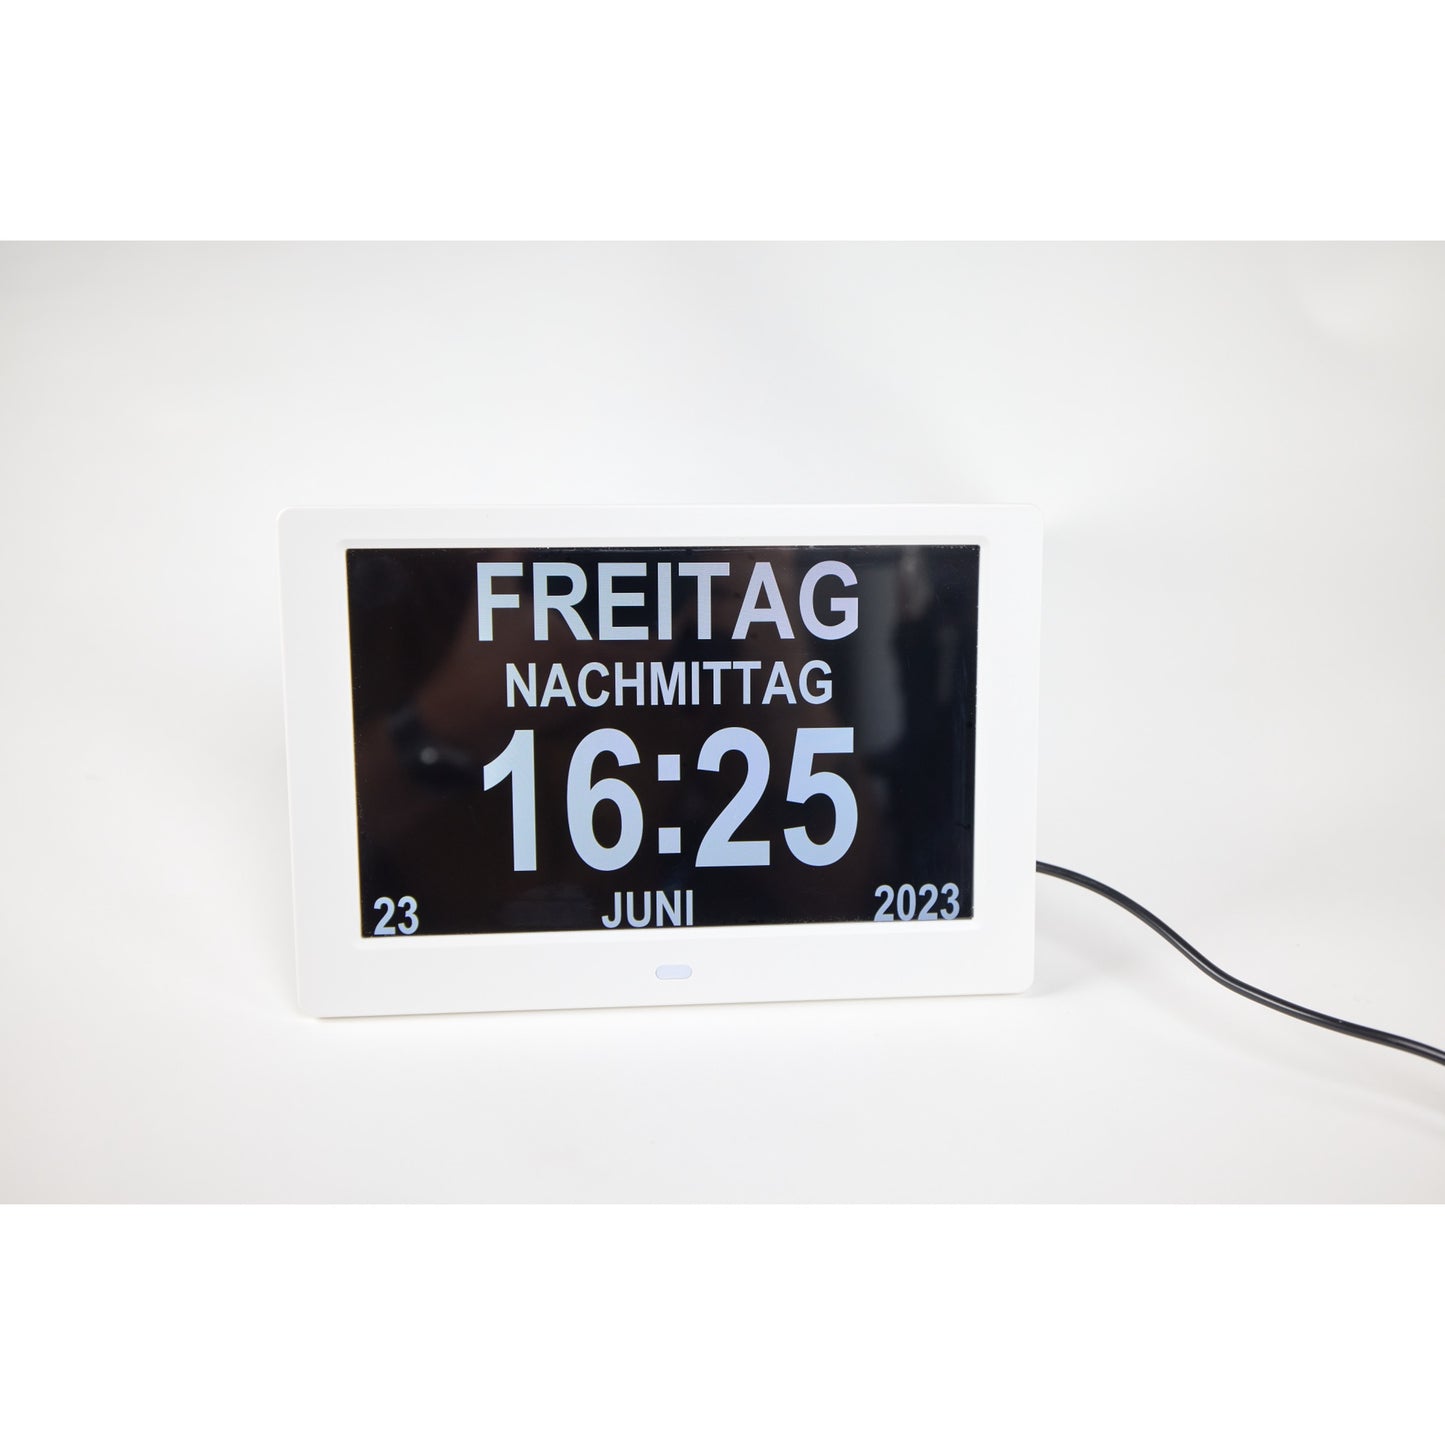 FREITAG
NACHMITTAG
16:25
23 JUNI 2023